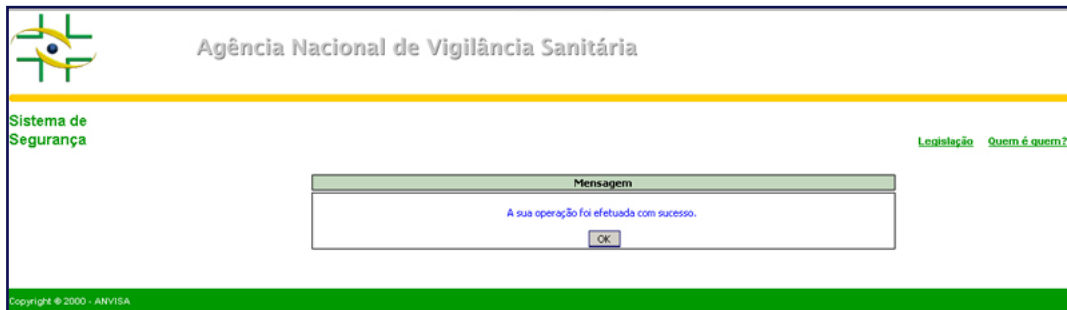 Agência Nacional de Vigilância Sanitária
Sistema de
Segurança
Legislação Quem é quem?
Mensagem
A sua operação foi efetuada com sucesso.
OK
Copyright © 2000 - ANVISA